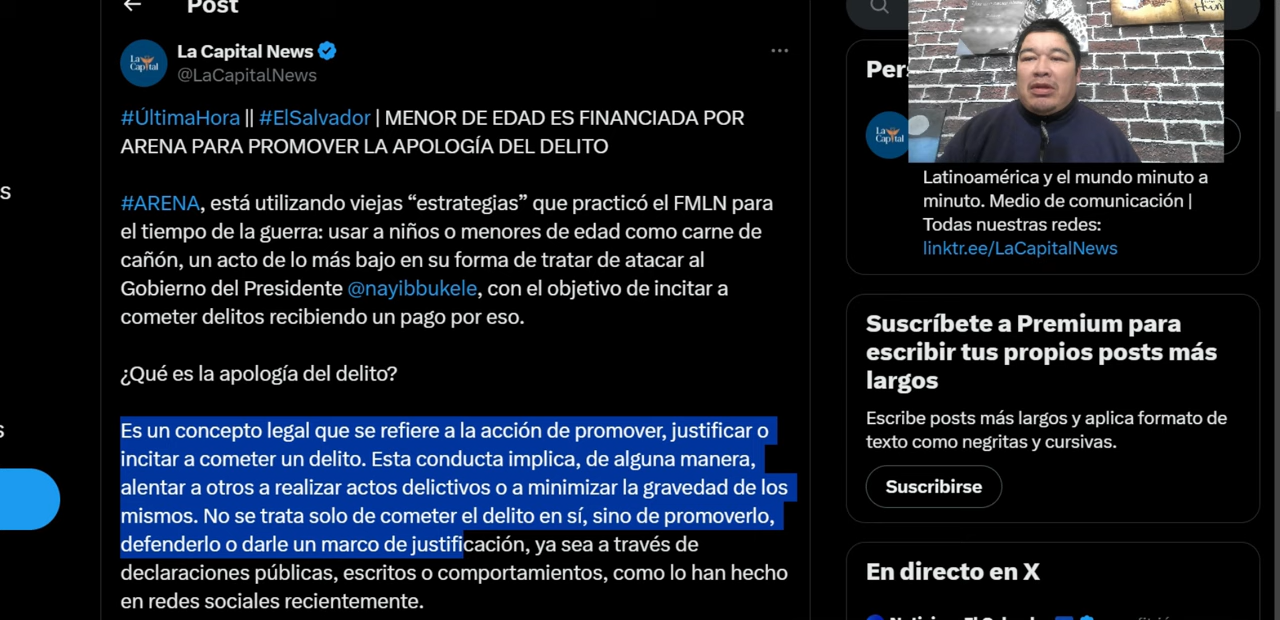 Post
La Capital News
@LaCapitalNews
#ÚltimaHora || #ElSalvador | MENOR DE EDAD ES FINANCIADA POR
ARENA PARA PROMOVER LA APOLOGÍA DEL DELITO
#ARENA, está utilizando viejas “estrategias” que practicó el FMLN para
el tiempo de la guerra: usar a niños o menores de edad como carne de
cañón, un acto de lo más bajo en su forma de tratar de atacar al
Gobierno del Presidente @nayibbukele, con el objetivo de incitar a
cometer delitos recibiendo un pago por eso.
¿Qué es la apología del delito?
Es un concepto legal que se refiere a la acción de promover, justificar o
incitar a cometer un delito. Esta conducta implica, de alguna manera,
alentar a otros a realizar actos delictivos o a minimizar la gravedad de los
mismos. No se trata solo de cometer el delito en sí, sino de promoverlo,
defenderlo o darle un marco de justificación, ya sea a través de
declaraciones públicas, escritos o comportamientos, como lo han hecho
en redes sociales recientemente.
s
s
La Capital
Pers
La Capital
Latinoamérica y el mundo minuto a
minuto. Medio de comunicación |
Todas nuestras redes:
linktr.ee/LaCapitalNews
Suscríbete a Premium para
escribir tus propios posts más
largos
Escribe posts más largos y aplica formato de
texto como negritas y cursivas.
Suscribirse
En directo en X